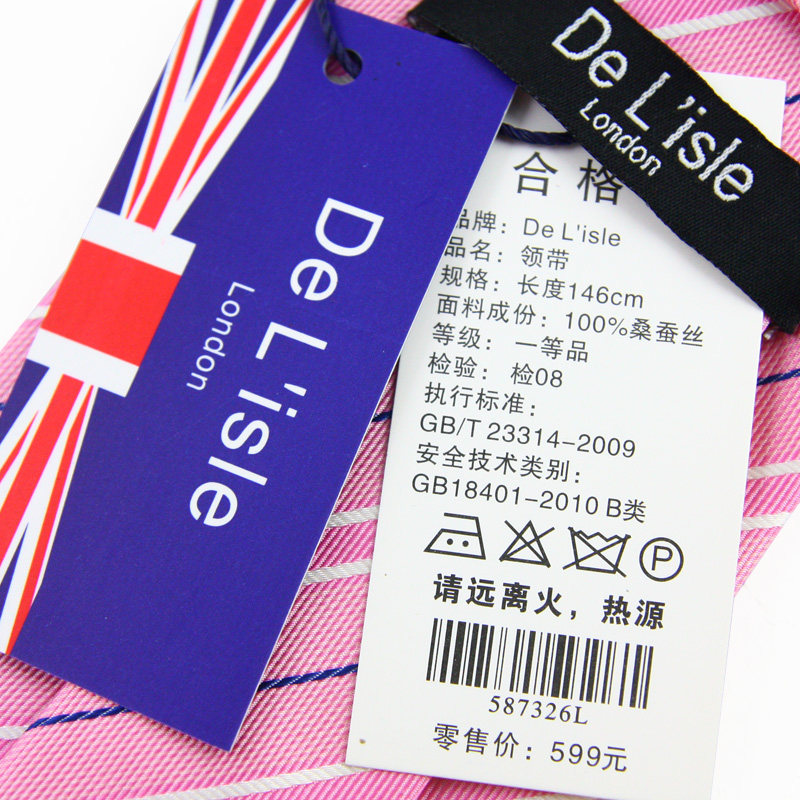 De L'isle
London
De L'isle
London
合格
品牌：De L'isle
品名：领带
规格：长度146cm
面料成份：100%桑蚕丝
等级：一等品
检验：检08
执行标准：
GB/T 23314-2009
安全技术类别：
GB18401-2010 B类
P
请远离火，热源
587326L
零售价：599元